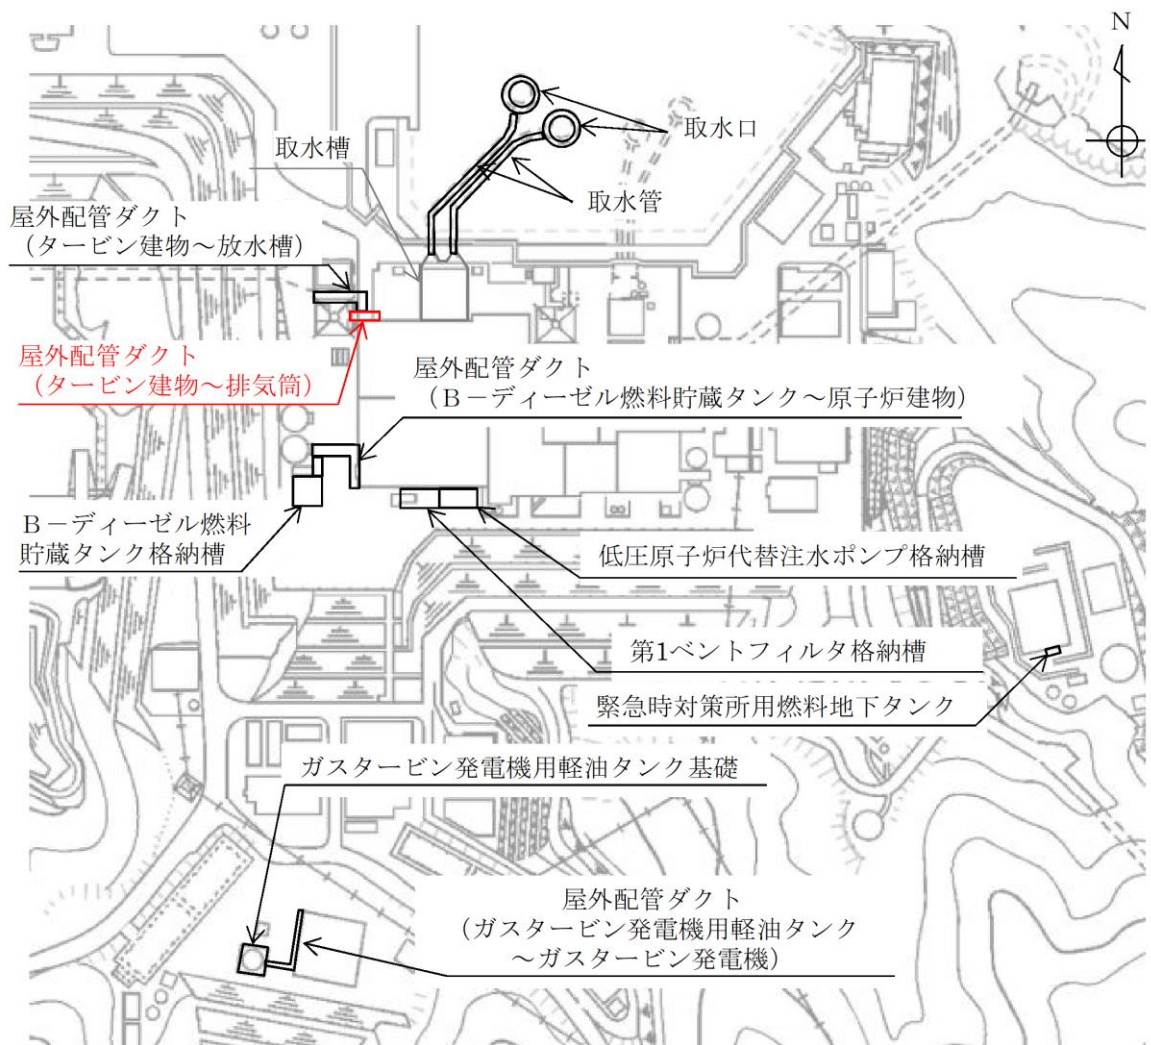 N
取水口
取水槽
取水管
屋外配管ダクト
（タービン建物～放水槽）
屋外配管ダクト
（タービン建物～排気筒）
屋外配管ダクト
（Ｂ－ディーゼル燃料貯蔵タンク～原子炉建物）
Ｂ－ディーゼル燃料
貯蔵タンク格納槽
低圧原子炉代替注水ポンプ格納槽
第1ベントフィルタ格納槽
緊急時対策所用燃料地下タンク
ガスタービン発電機用軽油タンク基礎
屋外配管ダクト
（ガスタービン発電機用軽油タンク
～ガスタービン発電機）